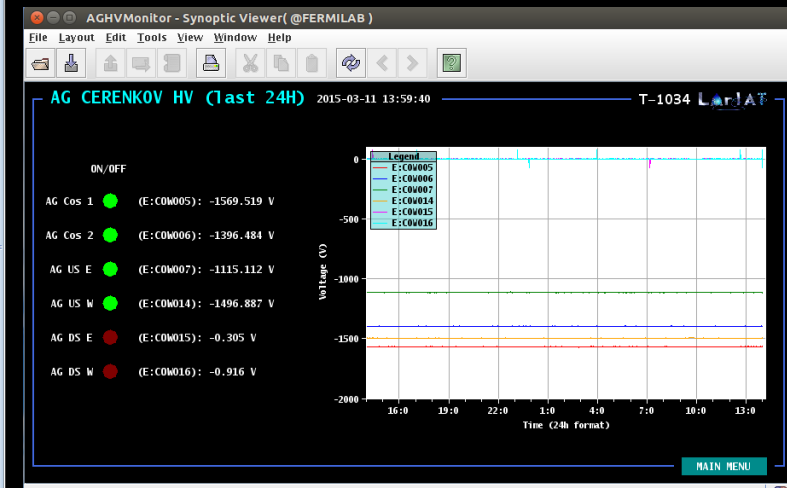 AGHVMonitor - Synoptic Viewer( @FERMILAB )
File Layout Edit Tools View Window Help
AG CERENKOV HV (last 24H) 2015-03-11 13:59:40 T-1034 LArIAT
ON/OFF
AG Cos 1 (E:COW005): -1569.519 V
AG Cos 2 (E:COW006): -1396.484 V
AG US E (E:COW007): -1115.112 V
AG US W (E:COW014): -1496.887 V
AG DS E (E:COW015): -0.305 V
AG DS W (E:COW016): -0.916 V
Legend
E:COW005
E:COW006
E:COW007
E:COW014
E:COW015
E:COW016
Voltage (V)
0
-500
-1000
-1500
-2000
16:0 19:0 22:0 1:0 4:0 7:0 10:0 13:0
Time (24h format)
MAIN MENU